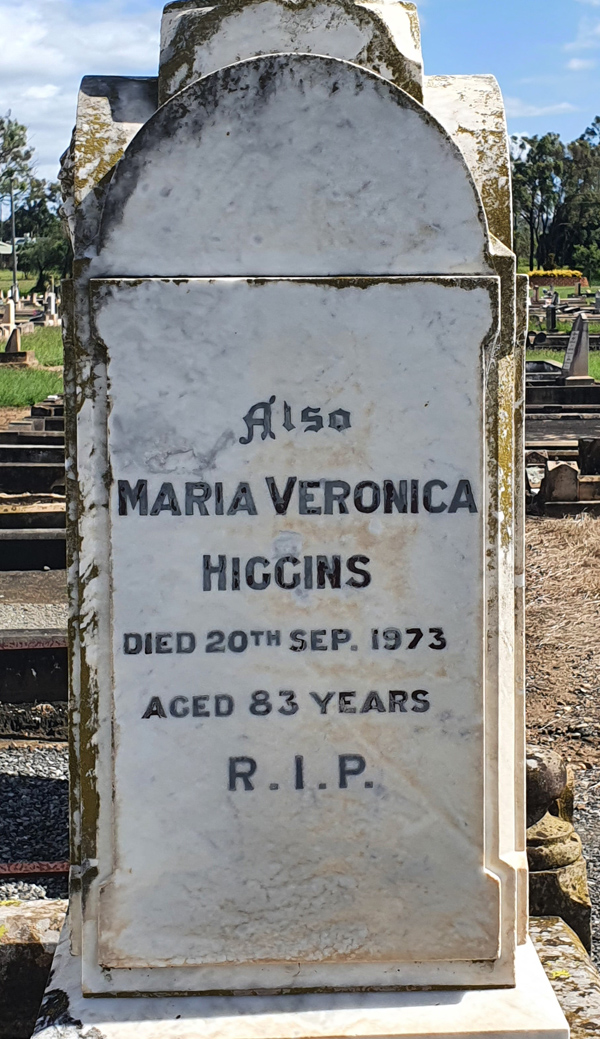 Also
MARIA VERONICA
HIGGINS
DIED 20TH SEP. 1973
AGED 83 YEARS
R.I.P.